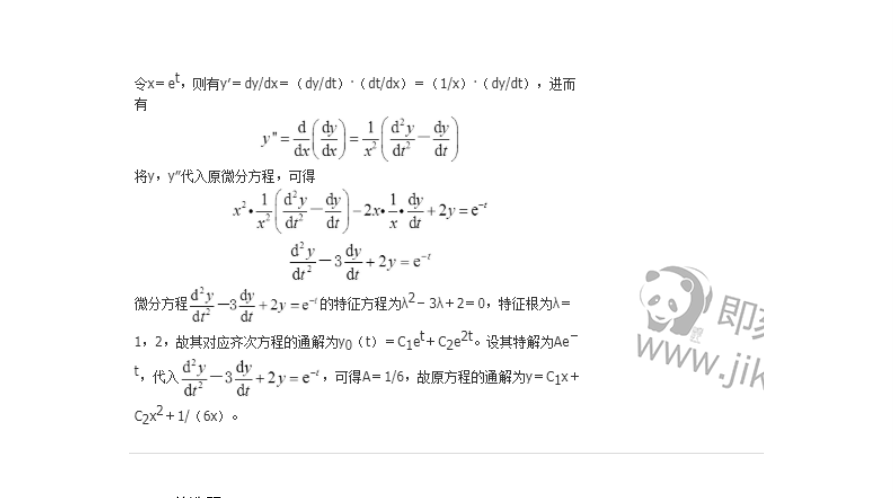 令x=e^t，则有y′=dy/dx=（dy/dt）·（dt/dx）=（1/x）·（dy/dt），进而
有
y″=d/dx(dy/dx)=1/x²(d²y/dt²−dy/dt)
将y，y″代入原微分方程，可得
x²•1/x²(d²y/dt²−dy/dt)−2x•1/x•dy/dt+2y=e^−t
d²y/dt²−3dy/dt+2y=e^−t
微分方程d²y/dt²−3dy/dt+2y=e^−t的特征方程为λ²－3λ+2=0，特征根为λ=
1，2，故其对应齐次方程的通解为y₀（t）=C₁e^t+C₂e^2t。设其特解为Ae^−
t，代入d²y/dt²−3dy/dt+2y=e^−t，可得A=1/6，故原方程的通解为y=C₁x+
C₂x²+1/（6x）。
即
www.jik